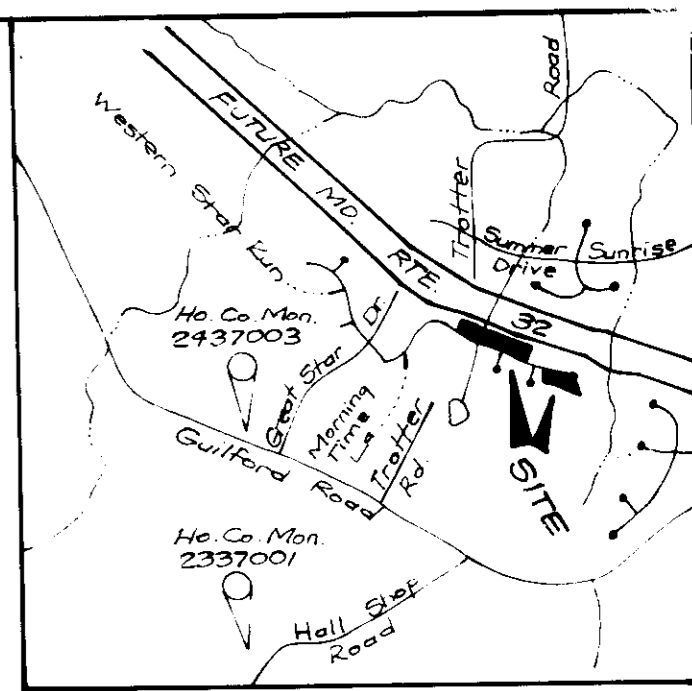 Road
Western Star Run
FUTURE MD. RTE 32
Trotter
Summer Sunrise
Drive
Ho. Co. Mon.
2437003
Great Star Dr.
Morning
Time
La
Trotter
Rd.
SITE
Guilford Road
Ho. Co. Mon.
2337001
Hall Shop
Road